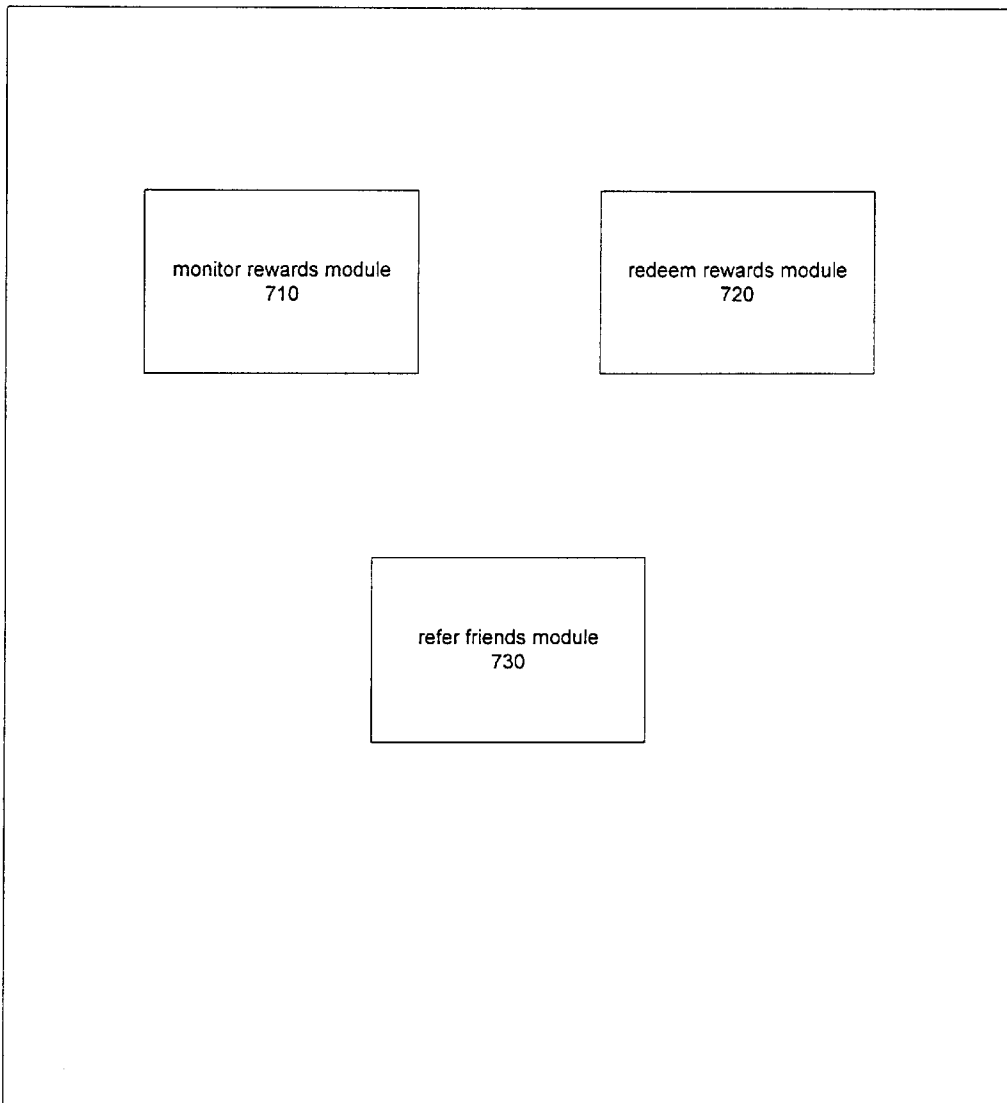 monitor rewards module
710
redeem rewards module
720
refer friends module
730